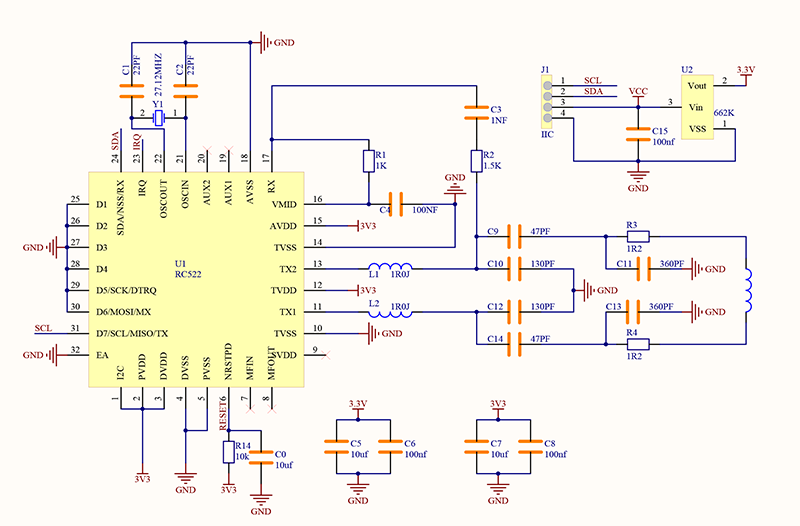 GND
C1
22PF
27.12MHZ
C2
22PF
2
Y1
1
SDA
IRQ
24
23
22
21
20
19
18
17
SDA/NSS/RX
IRQ
OSCOUT
OSCIN
AUX2
AUX1
AVSS
RX
25 D1
26 D2
27 D3
28 D4
29 D5/SCK/DTRQ
30 D6/MOSI/MX
SCL 31 D7/SCL/MISO/TX
32 EA
GND
GND
U1
RC522
VMID 16
AVDD 15 3V3
TVSS 14
TX2 13
TVDD 12 3V3
TX1 11
TVSS 10 GND
SVDD 9
I2C
PVDD
DVDD
DVSS
PVSS
NRSTPD
MFIN
MFOUT
1
2
3
4
5
RESET6
7
8
3V3
GND
R14
10k
3V3
C0
10uf
GND
R1
1K
C4 100NF
GND
C3
1NF
R2
1.5K
L1 1R0J
L2 1R0J
C9 47PF
C10 130PF
C12 130PF
C14 47PF
GND
R3
1R2
C11 360PF
GND
C13 360PF
GND
R4
1R2
J1
1 SCL
2 SDA
3
4
IIC
VCC
C15
100nf
GND
U2
Vout 2 3.3V
3 Vin
662K
VSS 1
3.3V
C5
10uf
C6
100nf
GND
3V3
C7
10uf
C8
100nf
GND